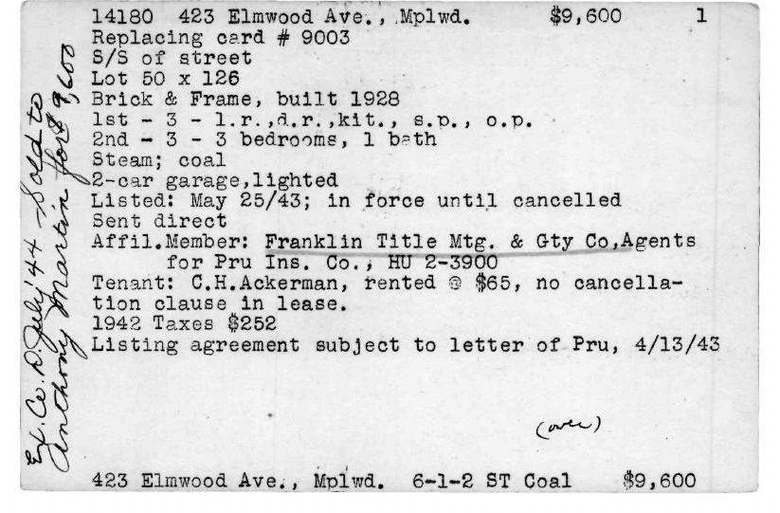 14180 423 Elmwood Ave., Mplwd. $9,600 1
Replacing card # 9003
S/S of street
Lot 50 x 126
Brick & Frame, built 1928
1st - 3 - l.r.,d.r.,kit., s.p., o.p.
2nd - 3 - 3 bedrooms, 1 bath
Steam; coal
2-car garage,lighted
Listed: May 25/43; in force until cancelled
Sent direct
Affil.Member: Franklin Title Mtg. & Gty Co,Agents
for Pru Ins. Co., HU 2-3900
Tenant: C.H.Ackerman, rented @ $65, no cancella-
tion clause in lease.
1942 Taxes $252
Listing agreement subject to letter of Pru, 4/13/43
(over)
423 Elmwood Ave., Mplwd. 6-1-2 ST Coal $9,600
Ex. Co. D. July '44 - Sold to
Anthony Martin for $9,600